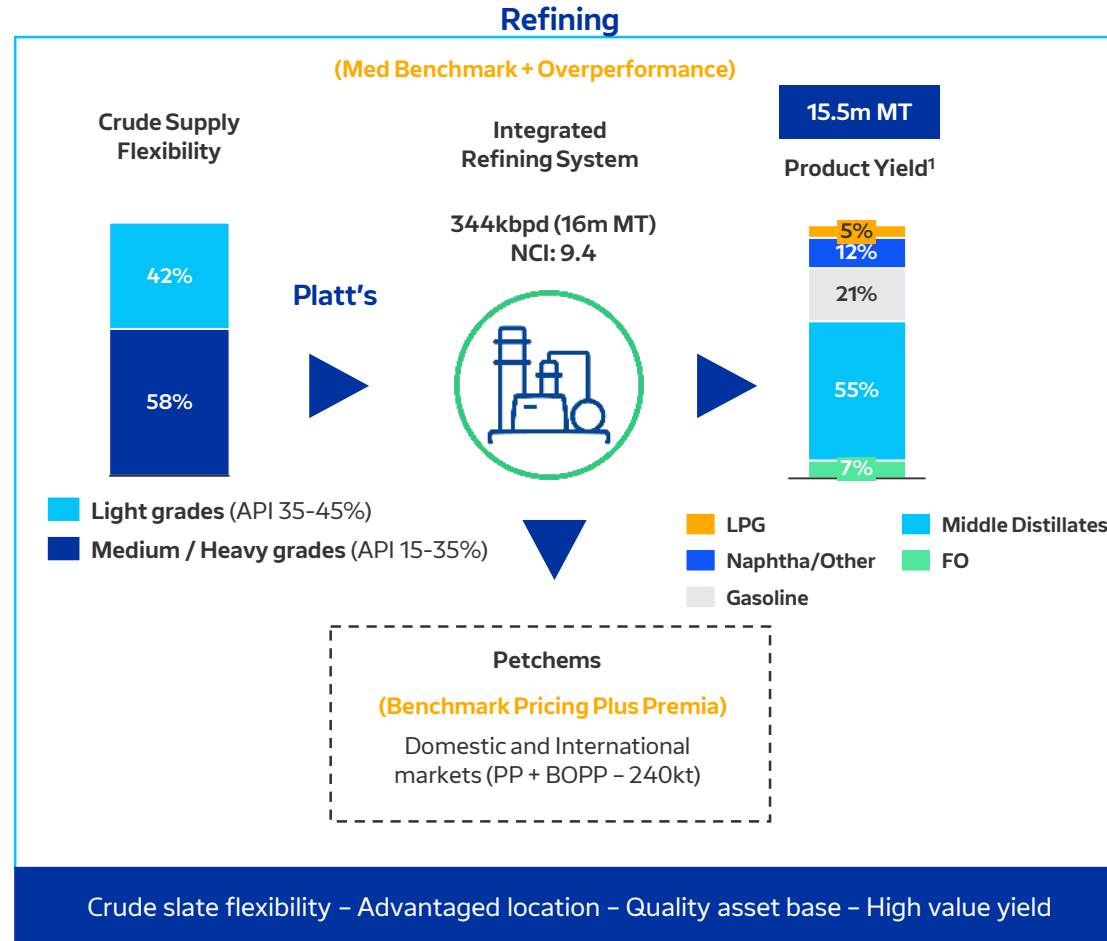 Refining
(Med Benchmark + Overperformance)
Crude Supply
Flexibility
42%
58%
Light grades (API 35-45%)
Medium / Heavy grades (API 15-35%)
Platt's
Integrated
Refining System
344kbpd (16m MT)
NCI: 9.4
15.5m MT
Product Yield¹
5%
12%
21%
55%
7%
LPG
Middle Distillates
Naphtha/Other
FO
Gasoline
Petchems
(Benchmark Pricing Plus Premia)
Domestic and International
markets (PP + BOPP – 240kt)
Crude slate flexibility – Advantaged location – Quality asset base – High value yield